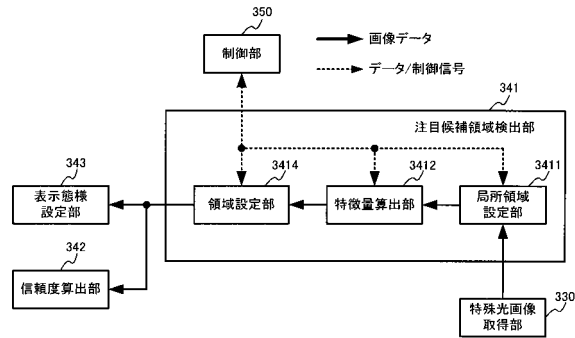 350
制御部
画像データ
データ/制御信号
341
注目候補領域検出部
343
表示態様
設定部
3414
領域設定部
3412
特徴量算出部
3411
局所領域
設定部
342
信頼度算出部
特殊光画像
取得部
330